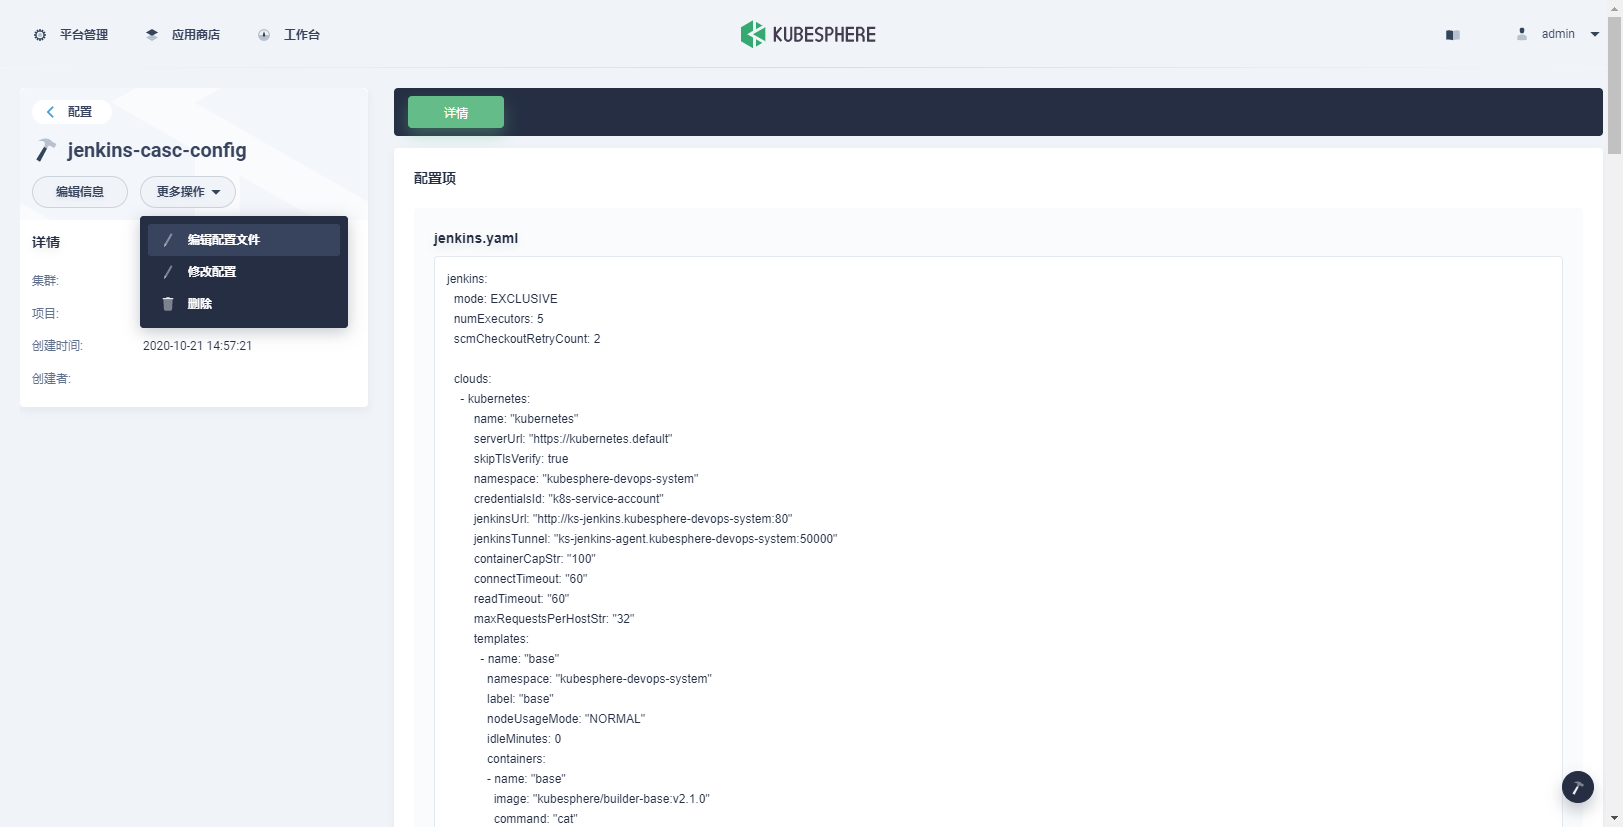 平台管理
应用商店
工作台
KUBESPHERE
admin
配置
jenkins-casc-config
编辑信息
更多操作
编辑配置文件
修改配置
删除
详情
集群:
项目:
创建时间: 2020-10-21 14:57:21
创建者:
详情
配置项
jenkins.yaml
jenkins:
  mode: EXCLUSIVE
  numExecutors: 5
  scmCheckoutRetryCount: 2

  clouds:
    - kubernetes:
        name: "kubernetes"
        serverUrl: "https://kubernetes.default"
        skipTlsVerify: true
        namespace: "kubesphere-devops-system"
        credentialsId: "k8s-service-account"
        jenkinsUrl: "http://ks-jenkins.kubesphere-devops-system:80"
        jenkinsTunnel: "ks-jenkins-agent.kubesphere-devops-system:50000"
        containerCapStr: "100"
        connectTimeout: "60"
        readTimeout: "60"
        maxRequestsPerHostStr: "32"
        templates:
          - name: "base"
            namespace: "kubesphere-devops-system"
            label: "base"
            nodeUsageMode: "NORMAL"
            idleMinutes: 0
            containers:
            - name: "base"
              image: "kubesphere/builder-base:v2.1.0"
              command: "cat"